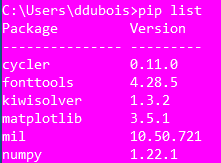 C:\Users\ddubois>pip list
Package         Version
--------------- ---------
cycler          0.11.0
fonttools       4.28.5
kiwisolver      1.3.2
matplotlib      3.5.1
mil             10.50.721
numpy           1.22.1